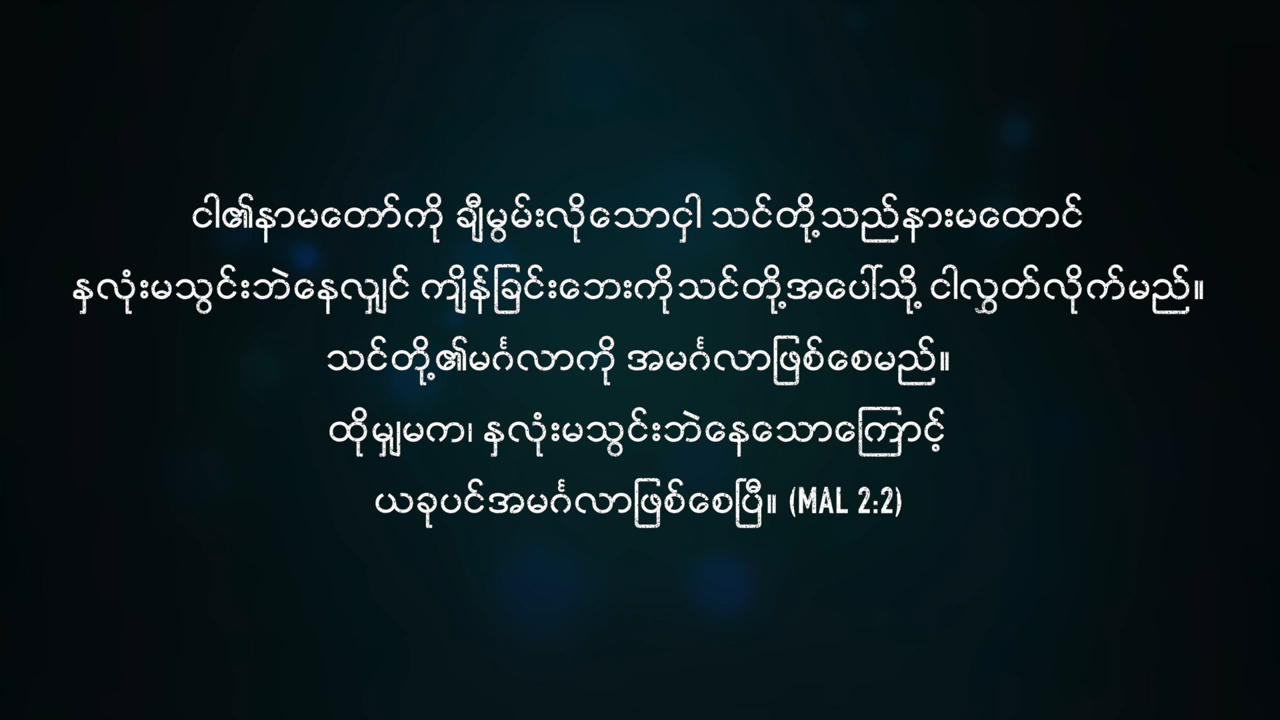 ငါ၏နာမတော်ကို ချီမွမ်းလိုသောငှါ သင်တို့သည်နားမထောင်
နှလုံးမသွင်းဘဲနေလျှင် ကျိန်ခြင်းဘေးကိုသင်တို့အပေါ်သို့ ငါလွှတ်လိုက်မည်။
သင်တို့၏မင်္ဂလာကို အမင်္ဂလာဖြစ်စေမည်။
ထိုမျှမက၊ နှလုံးမသွင်းဘဲနေသောကြောင့်
ယခုပင်အမင်္ဂလာဖြစ်စေပြီ။ (MAL 2:2)